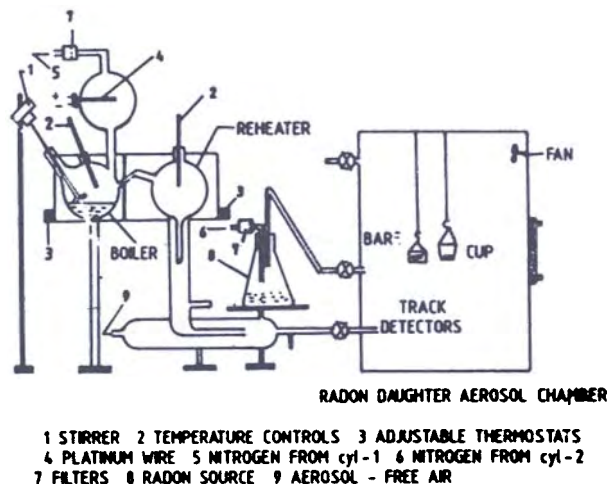 7
5
4
1
+
-
2
2
REHEATER
FAN
3
6
7
BARE
CUP
3
BOILER
8
9
TRACK
DETECTORS
RADON DAUGHTER AEROSOL CHAMBER
1 STIRRER 2 TEMPERATURE CONTROLS 3 ADJUSTABLE THERMOSTATS
4 PLATINUM WIRE 5 NITROGEN FROM cyl-1 6 NITROGEN FROM cyl-2
7 FILTERS 8 RADON SOURCE 9 AEROSOL - FREE AIR